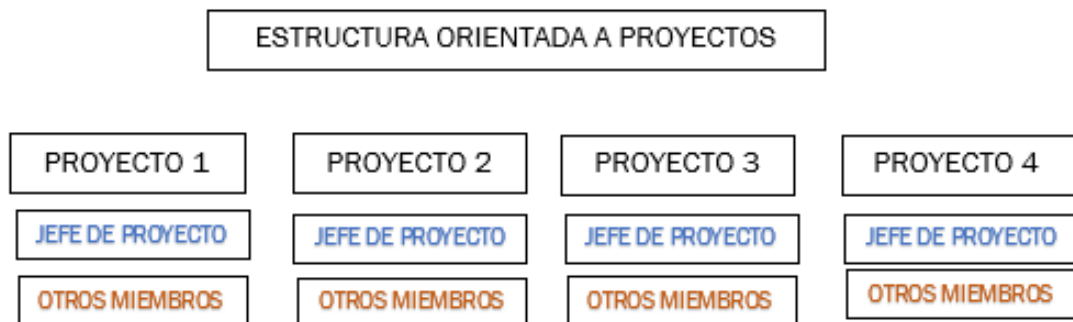 ESTRUCTURA ORIENTADA A PROYECTOS
PROYECTO 1
PROYECTO 2
PROYECTO 3
PROYECTO 4
JEFE DE PROYECTO
JEFE DE PROYECTO
JEFE DE PROYECTO
JEFE DE PROYECTO
OTROS MIEMBROS
OTROS MIEMBROS
OTROS MIEMBROS
OTROS MIEMBROS